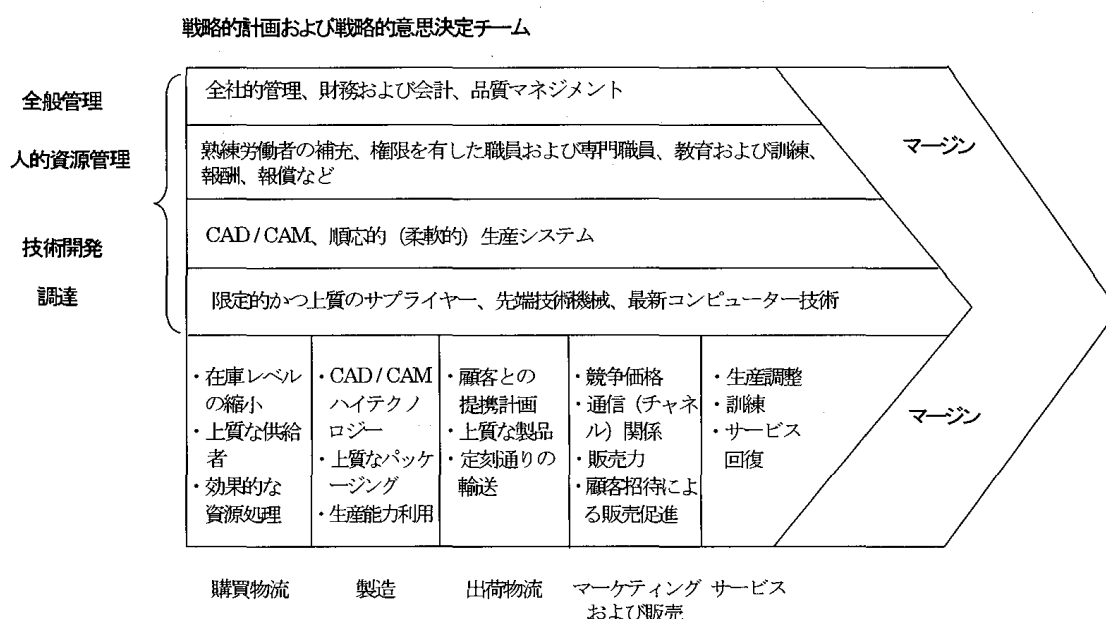 戦略的計画および戦略的意思決定チーム
全般管理
全社的管理、財務および会計、品質マネジメント
人的資源管理
熟練労働者の補充、権限を有した職員および専門職員、教育および訓練、
報酬、報償など
技術開発
CAD/CAM、順応的（柔軟的）生産システム
調達
限定的かつ上質のサプライヤー、先端技術機械、最新コンピューター技術
マージン
マージン
・在庫レベル
の縮小
・上質な供給
者
・効果的な
資源処理
・CAD/CAM
ハイテクノ
ロジー
・上質なパッケ
ージング
・生産能力利用
・顧客との
提携計画
・上質な製品
・定刻通りの
輸送
・競争価格
・通信（チャネ
ル）関係
・販売力
・顧客招待によ
る販売促進
・生産調整
・訓練
・サービス
回復
購買物流
製造
出荷物流
マーケティング
および販売
サービス